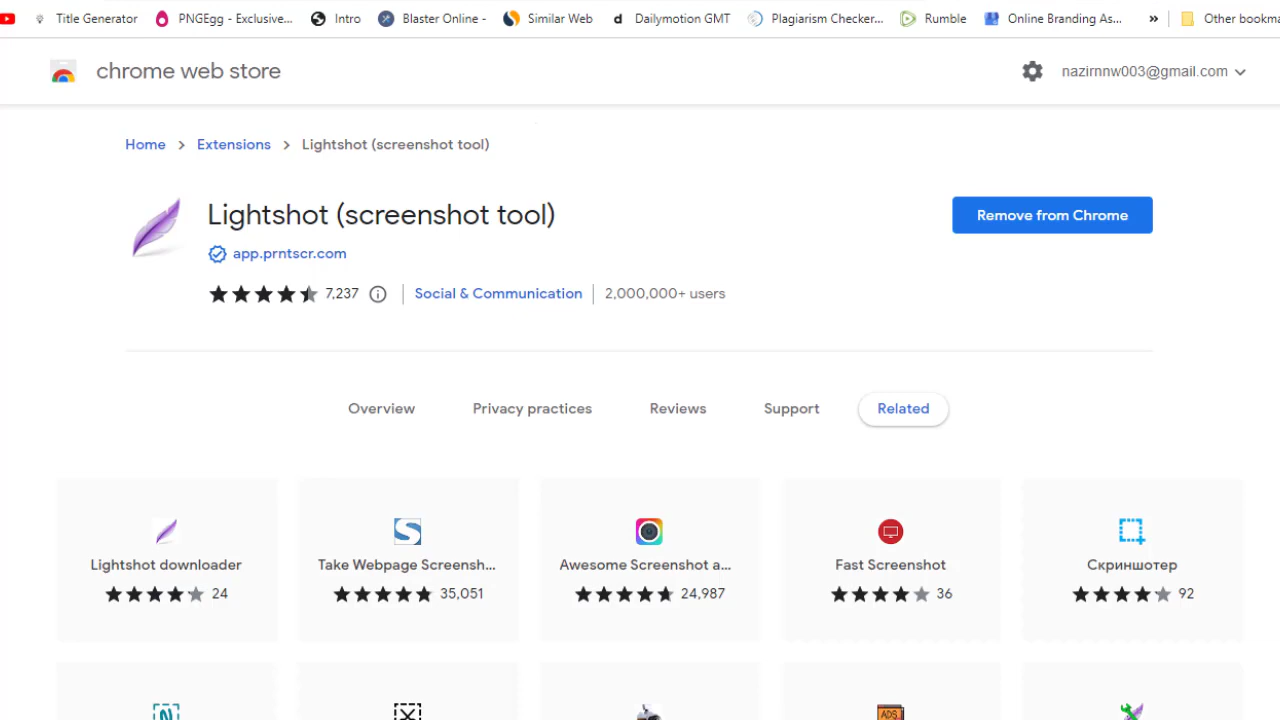 Title Generator PNGEgg - Exclusive... Intro Blaster Online - Similar Web d Dailymotion GMT Plagiarism Checker... Rumble Online Branding As... » Other bookma
chrome web store nazirnnw003@gmail.com
Home > Extensions > Lightshot (screenshot tool)
Lightshot (screenshot tool)
Remove from Chrome
app.prntscr.com
7,237 Social & Communication 2,000,000+ users
Overview Privacy practices Reviews Support Related
Lightshot downloader Take Webpage Screensh... Awesome Screenshot a... Fast Screenshot Скриншотер
24 35,051 24,987 36 92
N ADS